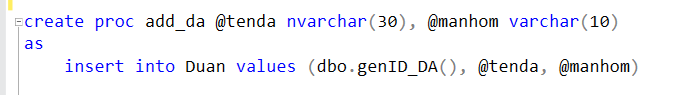 create proc add_da @tenda nvarchar(30), @manhom varchar(10)
as
insert into Duan values (dbo.genID_DA(), @tenda, @manhom)